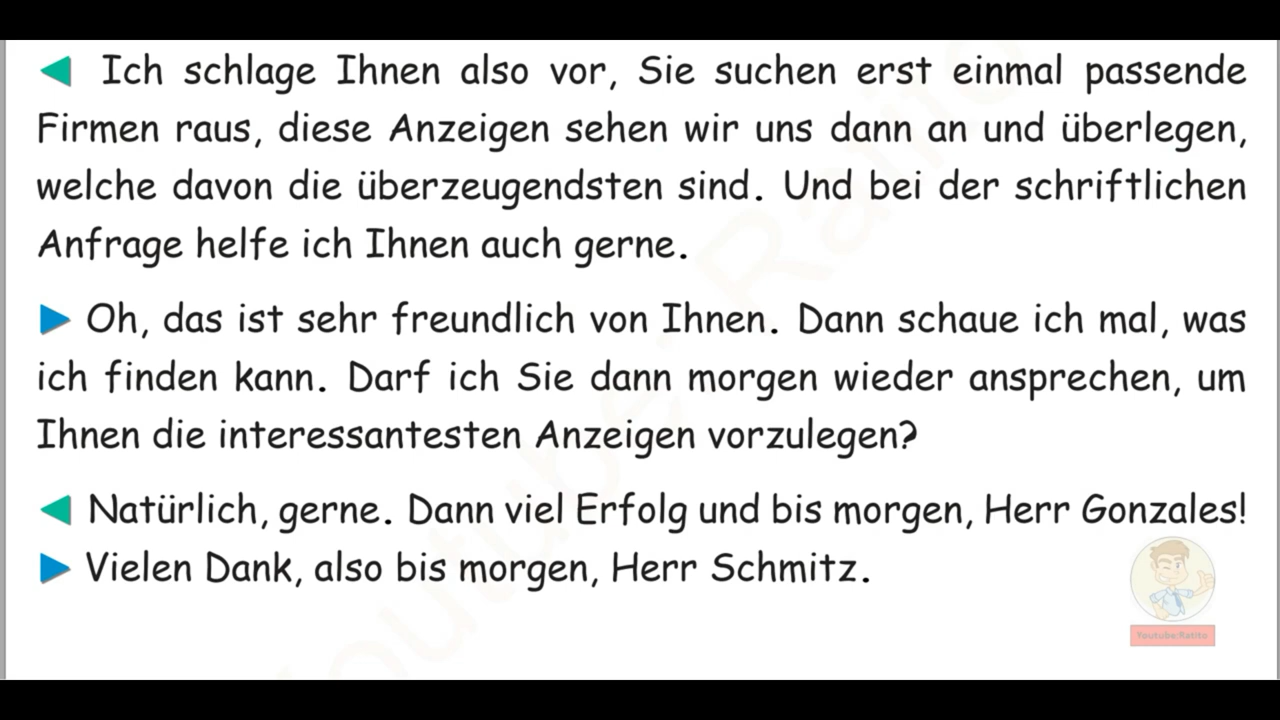 ◀ Ich schlage Ihnen also vor, Sie suchen erst einmal passende
Firmen raus, diese Anzeigen sehen wir uns dann an und überlegen,
welche davon die überzeugendsten sind. Und bei der schriftlichen
Anfrage helfe ich Ihnen auch gerne.
▶ Oh, das ist sehr freundlich von Ihnen. Dann schaue ich mal, was
ich finden kann. Darf ich Sie dann morgen wieder ansprechen, um
Ihnen die interessantesten Anzeigen vorzulegen?
◀ Natürlich, gerne. Dann viel Erfolg und bis morgen, Herr Gonzales!
▶ Vielen Dank, also bis morgen, Herr Schmitz.
Youtube:Ratito
Youtube: Ratito